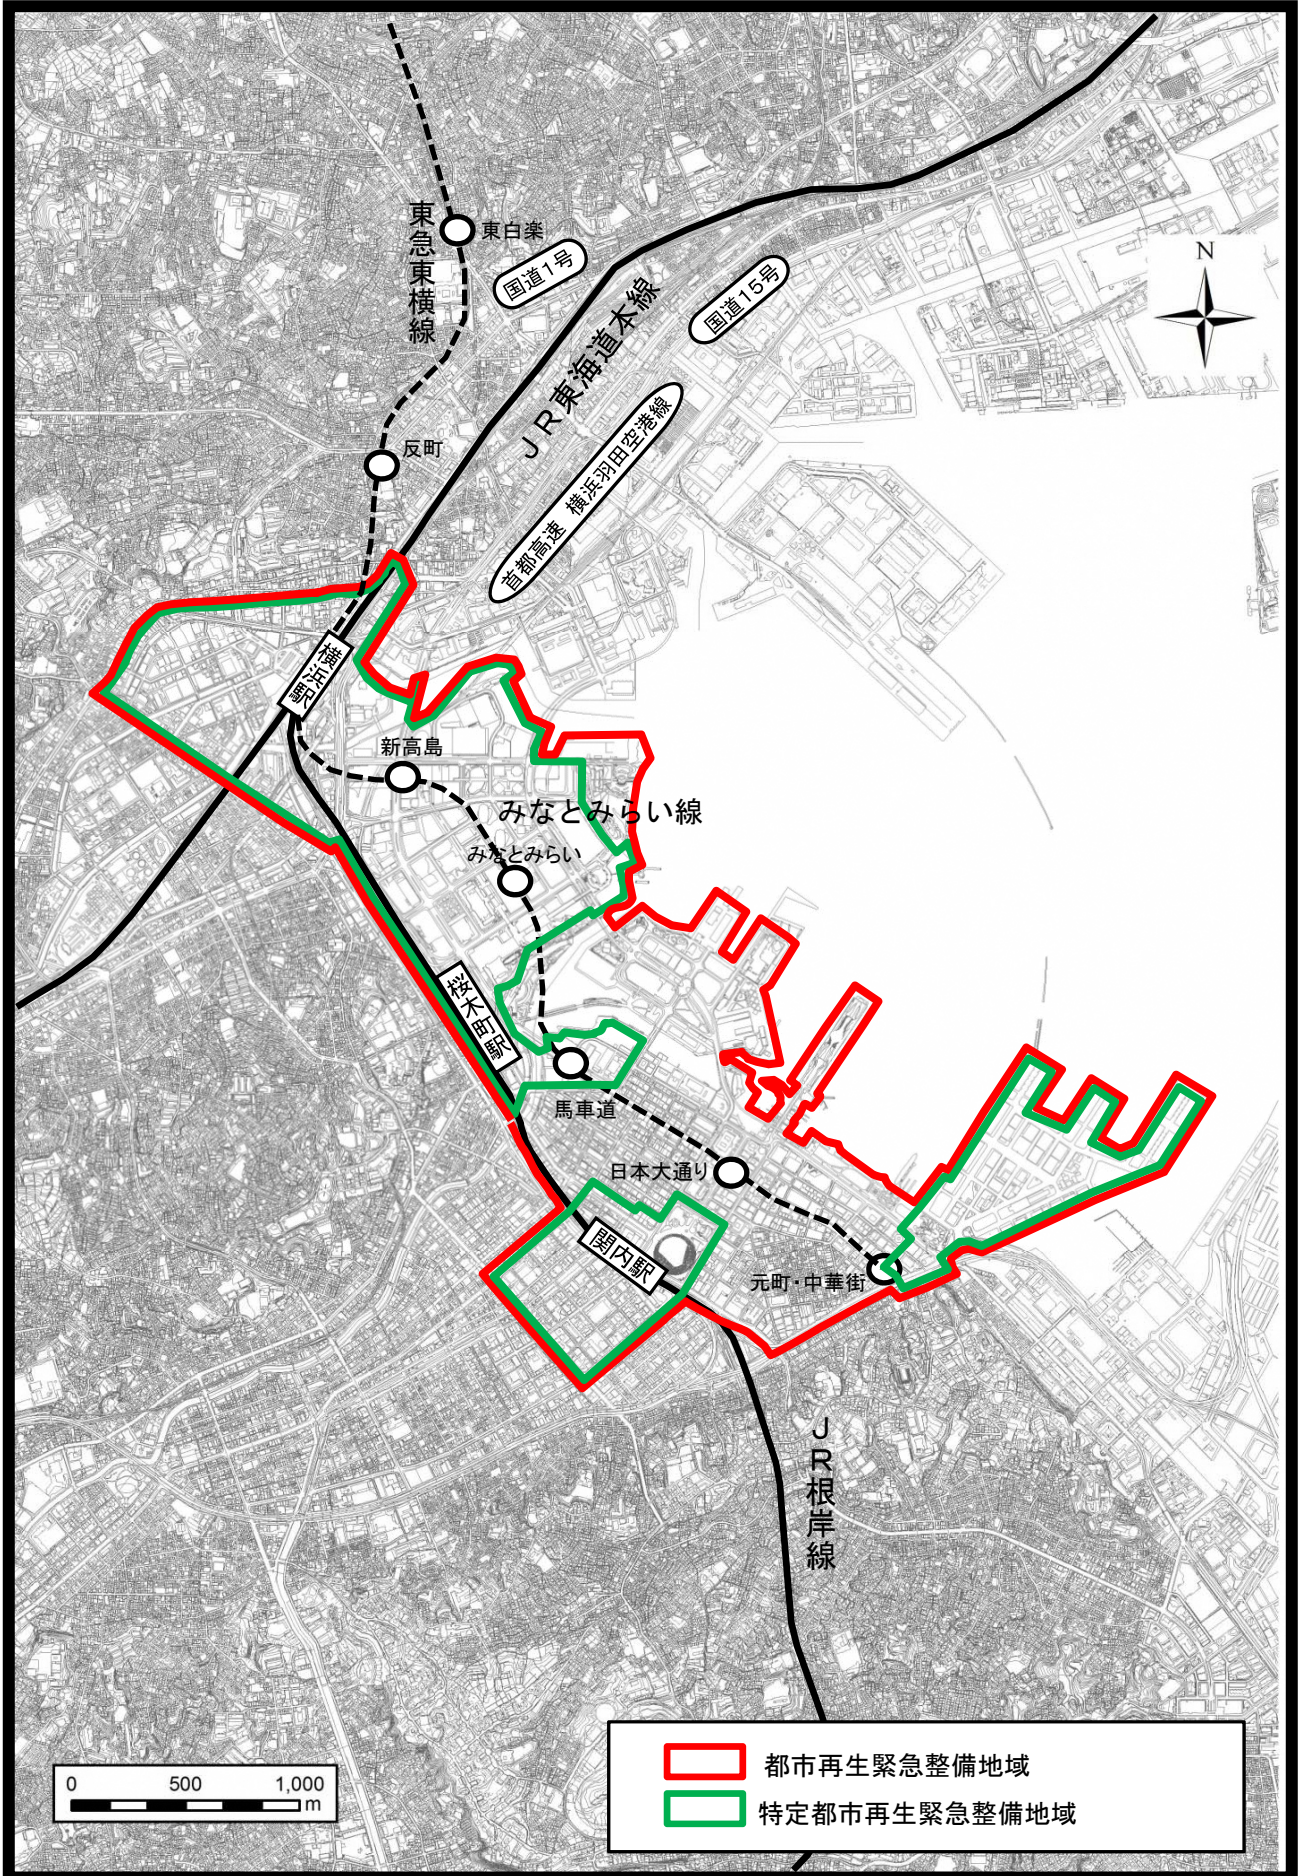 東急東横線
東白楽
国道1号
JR東海道本線
国道15号
N
反町
首都高速 横浜羽田空港線
横浜駅
新高島
みなとみらい線
みなとみらい
桜木町駅
馬車道
日本大通り
関内駅
元町・中華街
JR根岸線
0 500 1,000
m
都市再生緊急整備地域
特定都市再生緊急整備地域